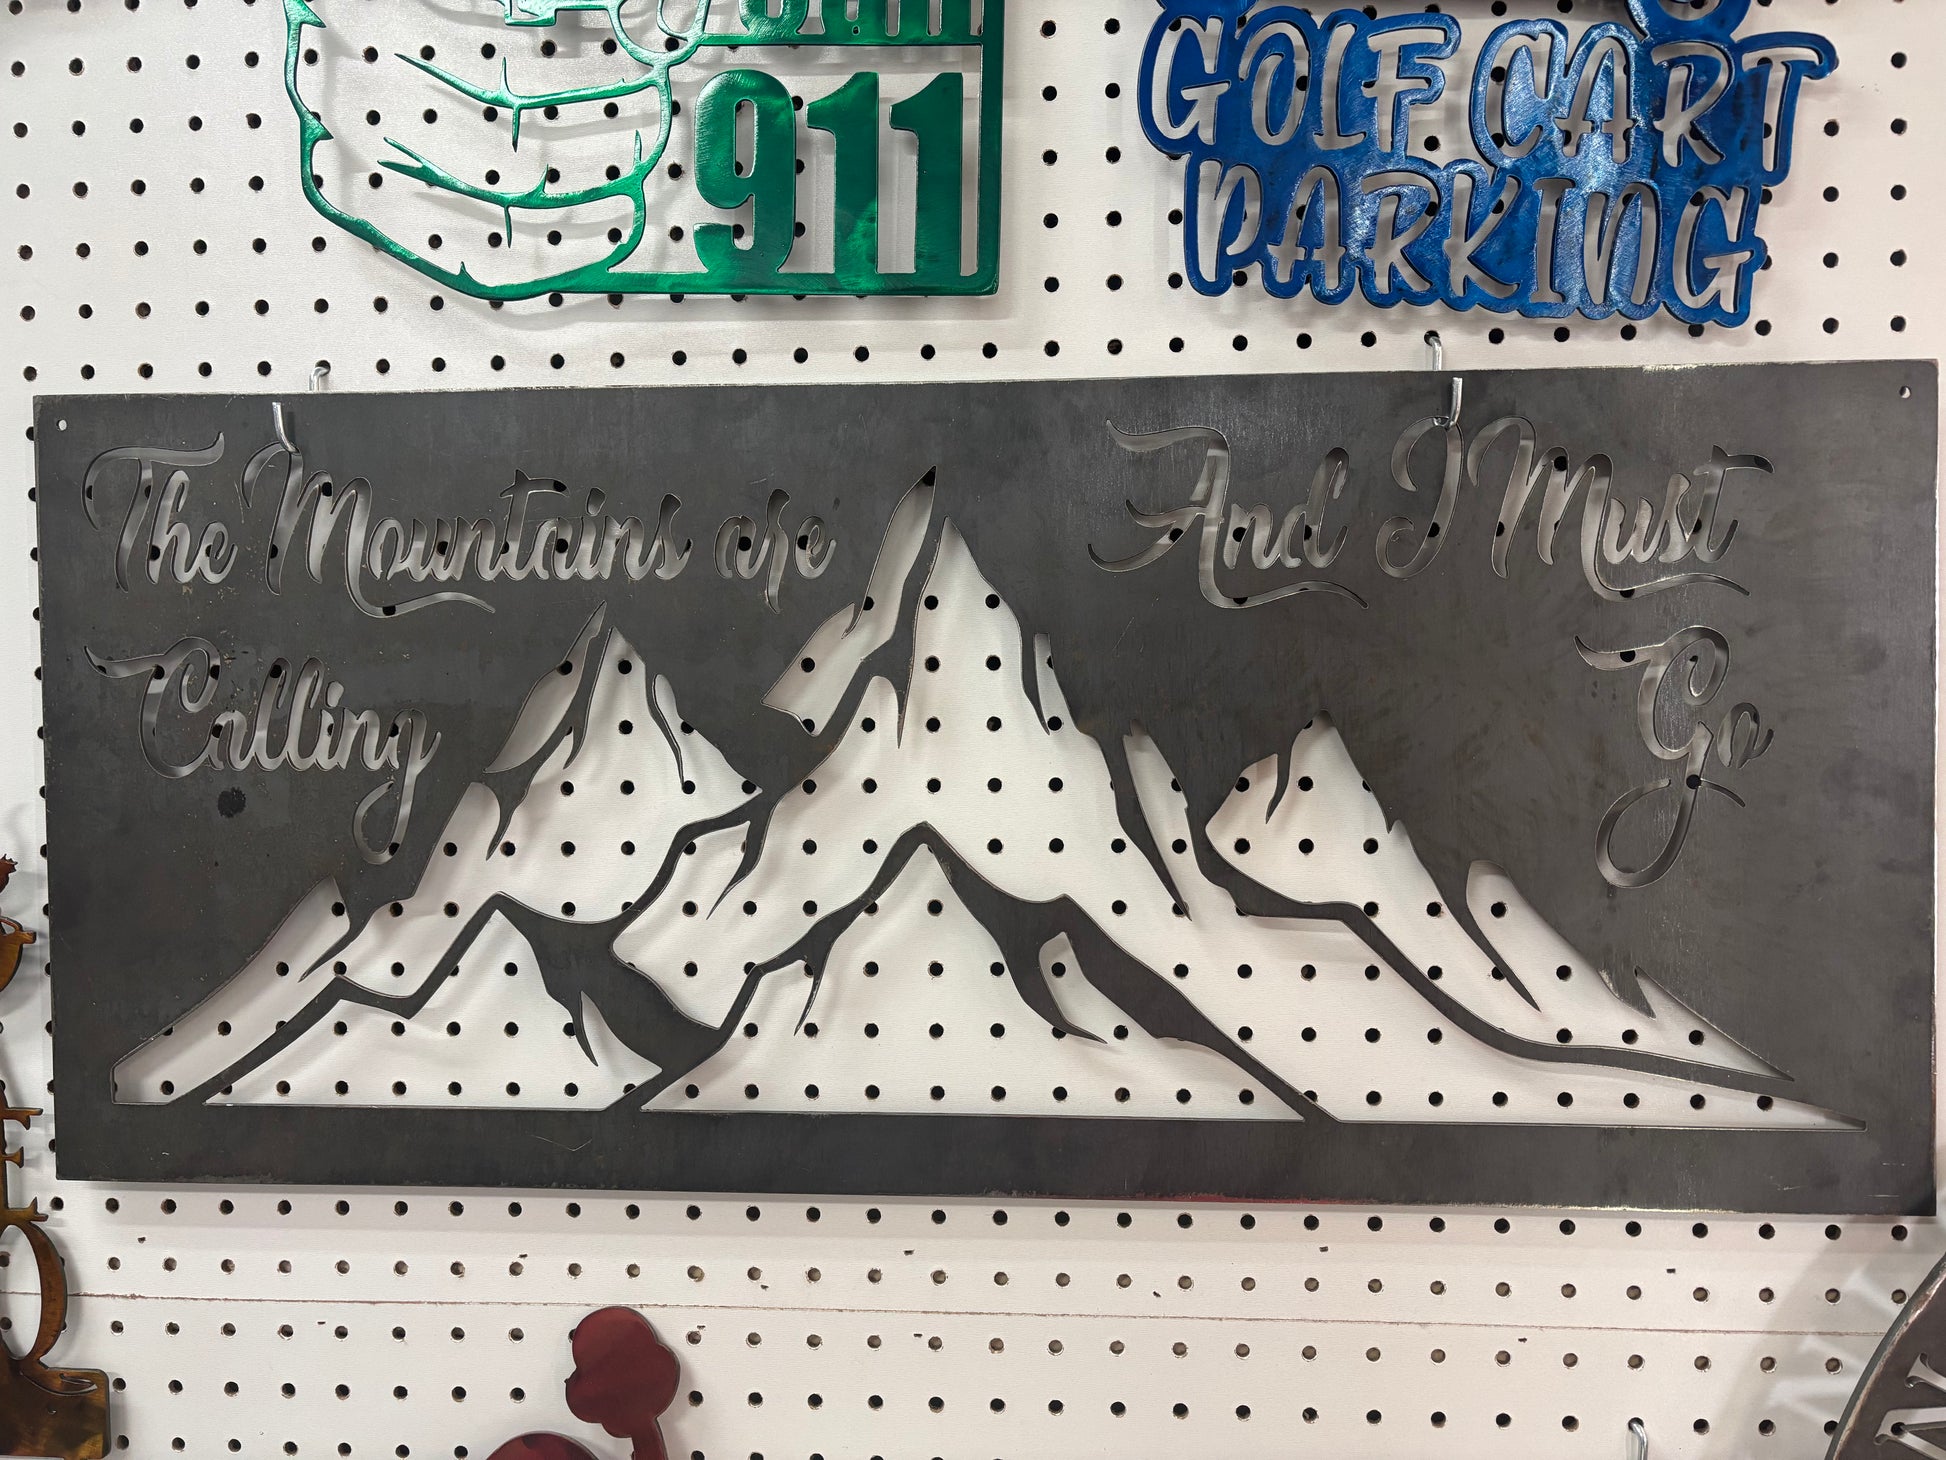 911
GOLF CART
PARKING
The Mountains are
Calling
And I Must
Go